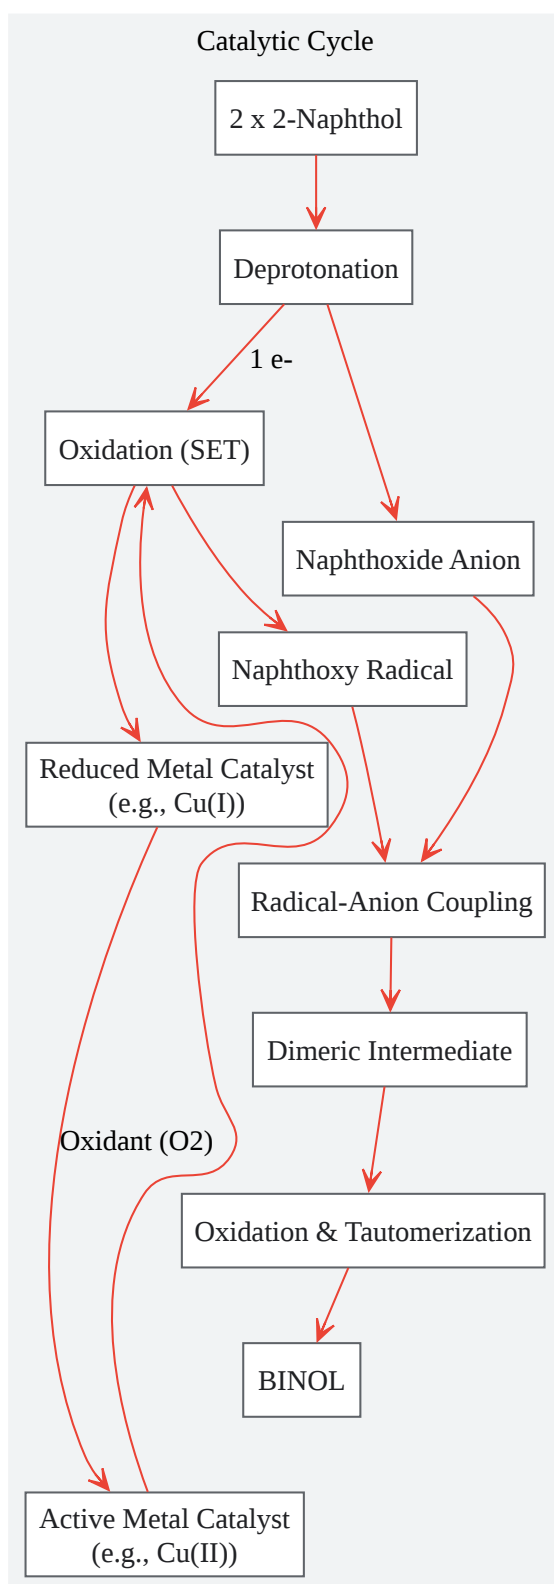 Catalytic Cycle
2 x 2-Naphthol
Deprotonation
1 e-
Oxidation (SET)
Naphthoxide Anion
Naphthoxy Radical
Reduced Metal Catalyst
(e.g., Cu(I))
Radical-Anion Coupling
Dimeric Intermediate
Oxidant (O2)
Oxidation & Tautomerization
BINOL
Active Metal Catalyst
(e.g., Cu(II))